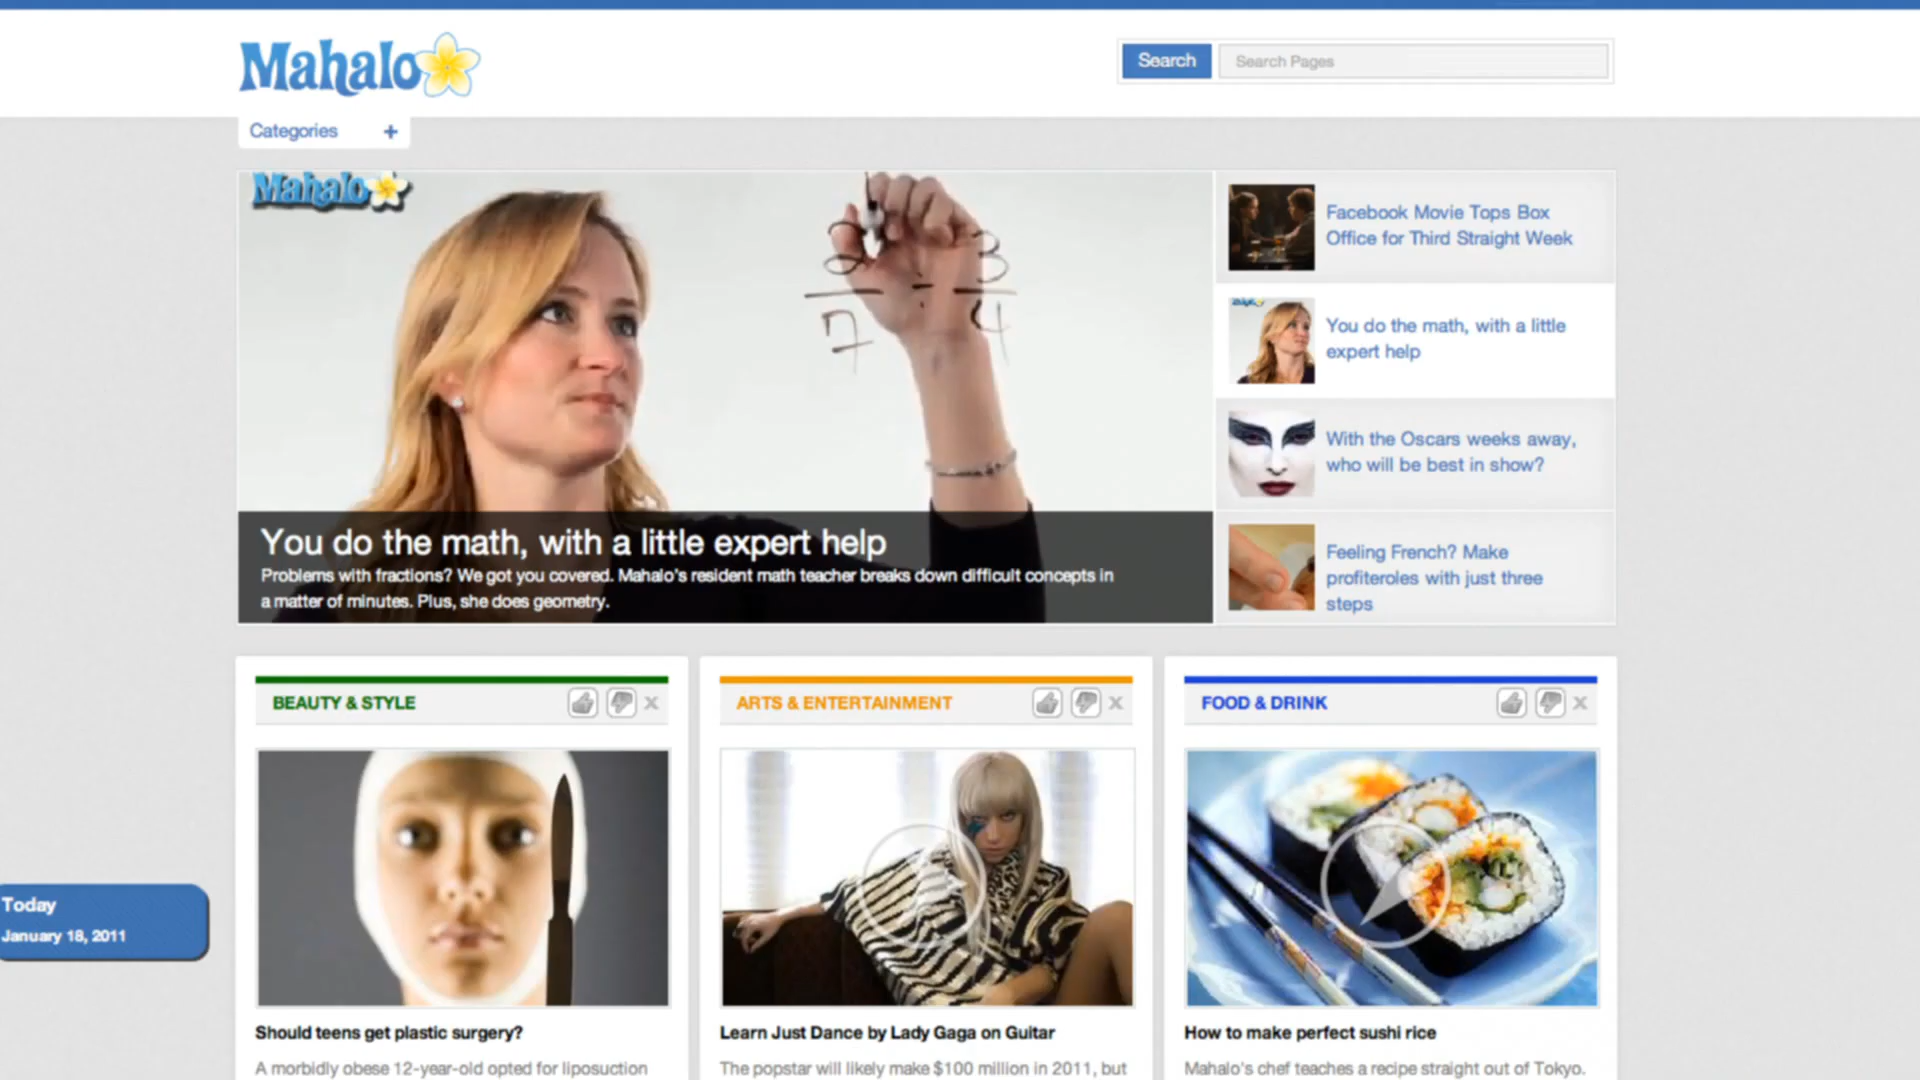 Mahalo
Search
Search Pages
Categories +
Mahalo
2 3
7 4
You do the math, with a little expert help
Problems with fractions? We got you covered. Mahalo's resident math teacher breaks down difficult concepts in
a matter of minutes. Plus, she does geometry.
Facebook Movie Tops Box
Office for Third Straight Week
You do the math, with a little
expert help
With the Oscars weeks away,
who will be best in show?
Feeling French? Make
profiteroles with just three
steps
BEAUTY & STYLE
Should teens get plastic surgery?
A morbidly obese 12-year-old opted for liposuction
ARTS & ENTERTAINMENT
Learn Just Dance by Lady Gaga on Guitar
The popstar will likely make $100 million in 2011, but
FOOD & DRINK
How to make perfect sushi rice
Mahalo's chef teaches a recipe straight out of Tokyo.
Today
January 18, 2011